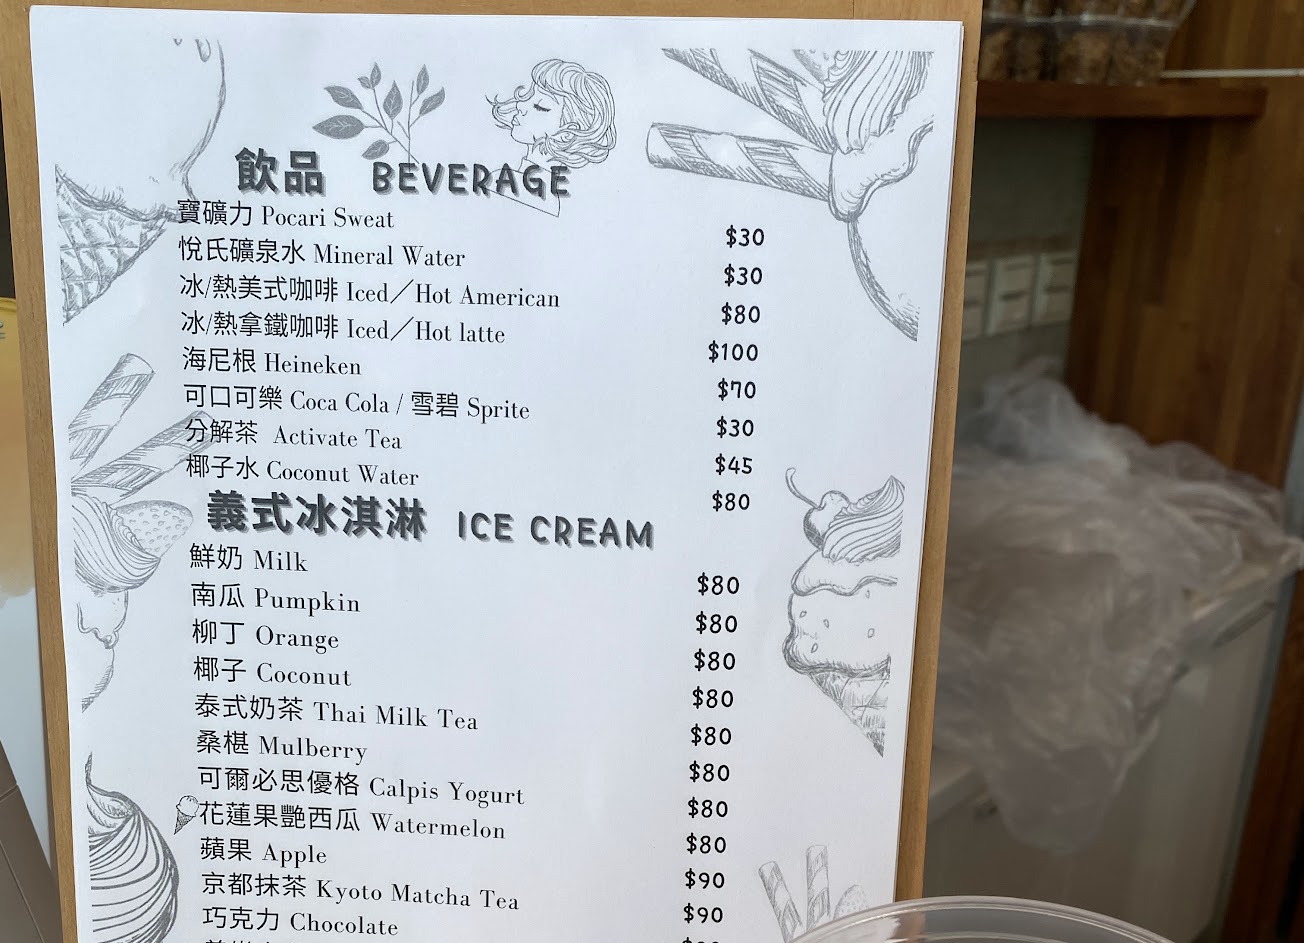 飲品 BEVERAGE
寶礦力 Pocari Sweat $30
悅氏礦泉水 Mineral Water $30
冰/熱美式咖啡 Iced／Hot American $80
冰/熱拿鐵咖啡 Iced／Hot latte $100
海尼根 Heineken $70
可口可樂 Coca Cola / 雪碧 Sprite $30
分解茶 Activate Tea $45
椰子水 Coconut Water $80
義式冰淇淋 ICE CREAM
鮮奶 Milk $80
南瓜 Pumpkin $80
柳丁 Orange $80
椰子 Coconut $80
泰式奶茶 Thai Milk Tea $80
桑椹 Mulberry $80
可爾必思優格 Calpis Yogurt $80
花蓮果艷西瓜 Watermelon $80
蘋果 Apple $90
京都抹茶 Kyoto Matcha Tea $90
巧克力 Chocolate